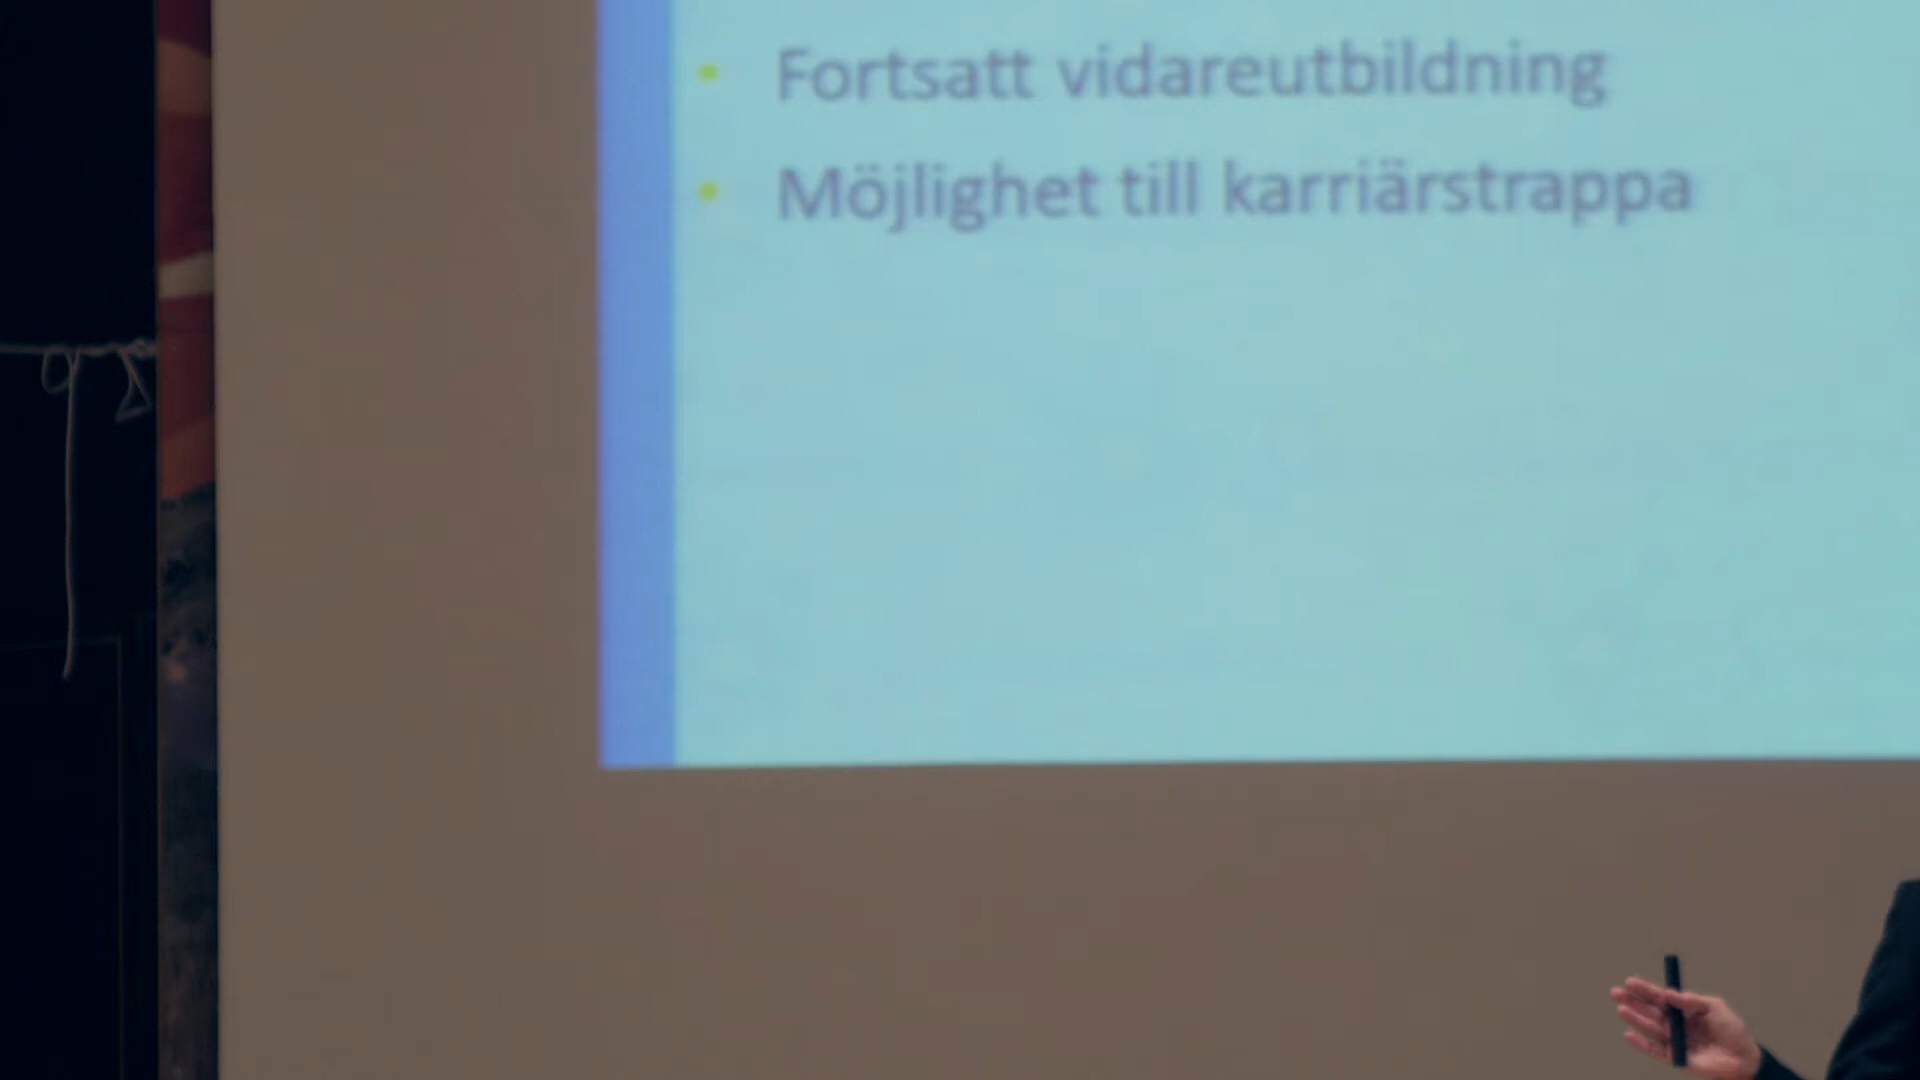 • Fortsatt vidareutbildning
• Möjlighet till karriärstrappa